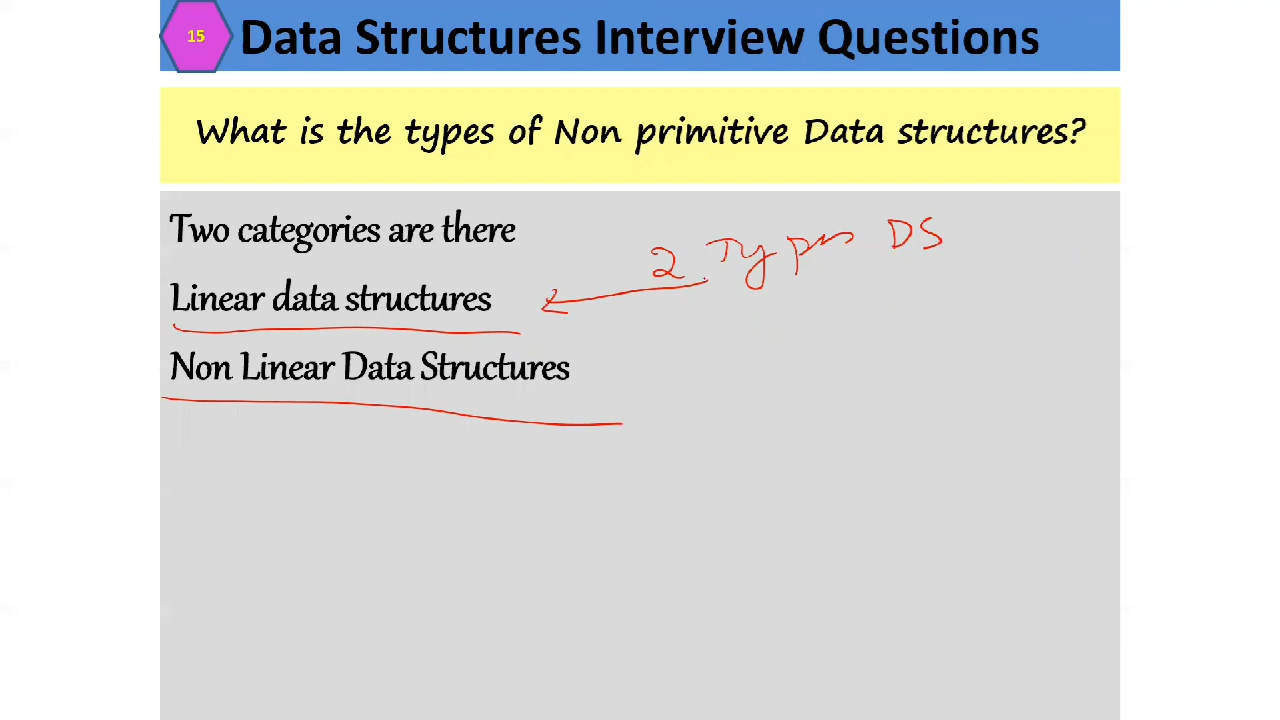 15
Data Structures Interview Questions
What is the types of Non primitive Data structures?
Two categories are there
2 Types DS
Linear data structures
Non Linear Data Structures